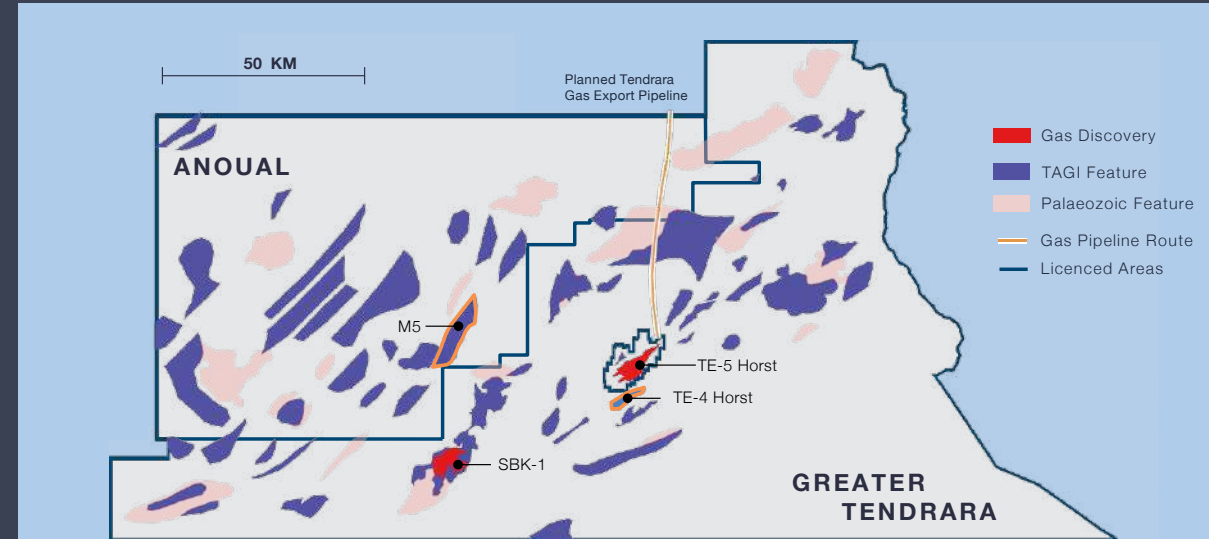 50 KM
Planned Tendrara
Gas Export Pipeline
ANOUAL
Gas Discovery
TAGI Feature
Palaeozoic Feature
Gas Pipeline Route
Licenced Areas
M5
TE-5 Horst
TE-4 Horst
SBK-1
GREATER
TENDRARA